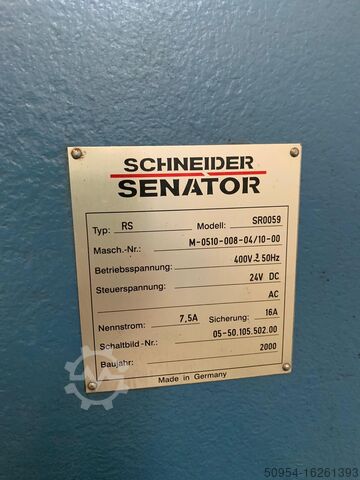 SCHNEIDER
SENATOR
Typ: RS Modell: SR0059
Masch.-Nr.: M-0510-008-04/10-00
Betriebsspannung: 400V 50Hz
Steuerspannung: 24V DC
AC
Nennstrom: 7,5A Sicherung: 16A
Schaltbild-Nr.: 05-50.105.502.00
Baujahr: 2000
Made in Germany
50954-16261393